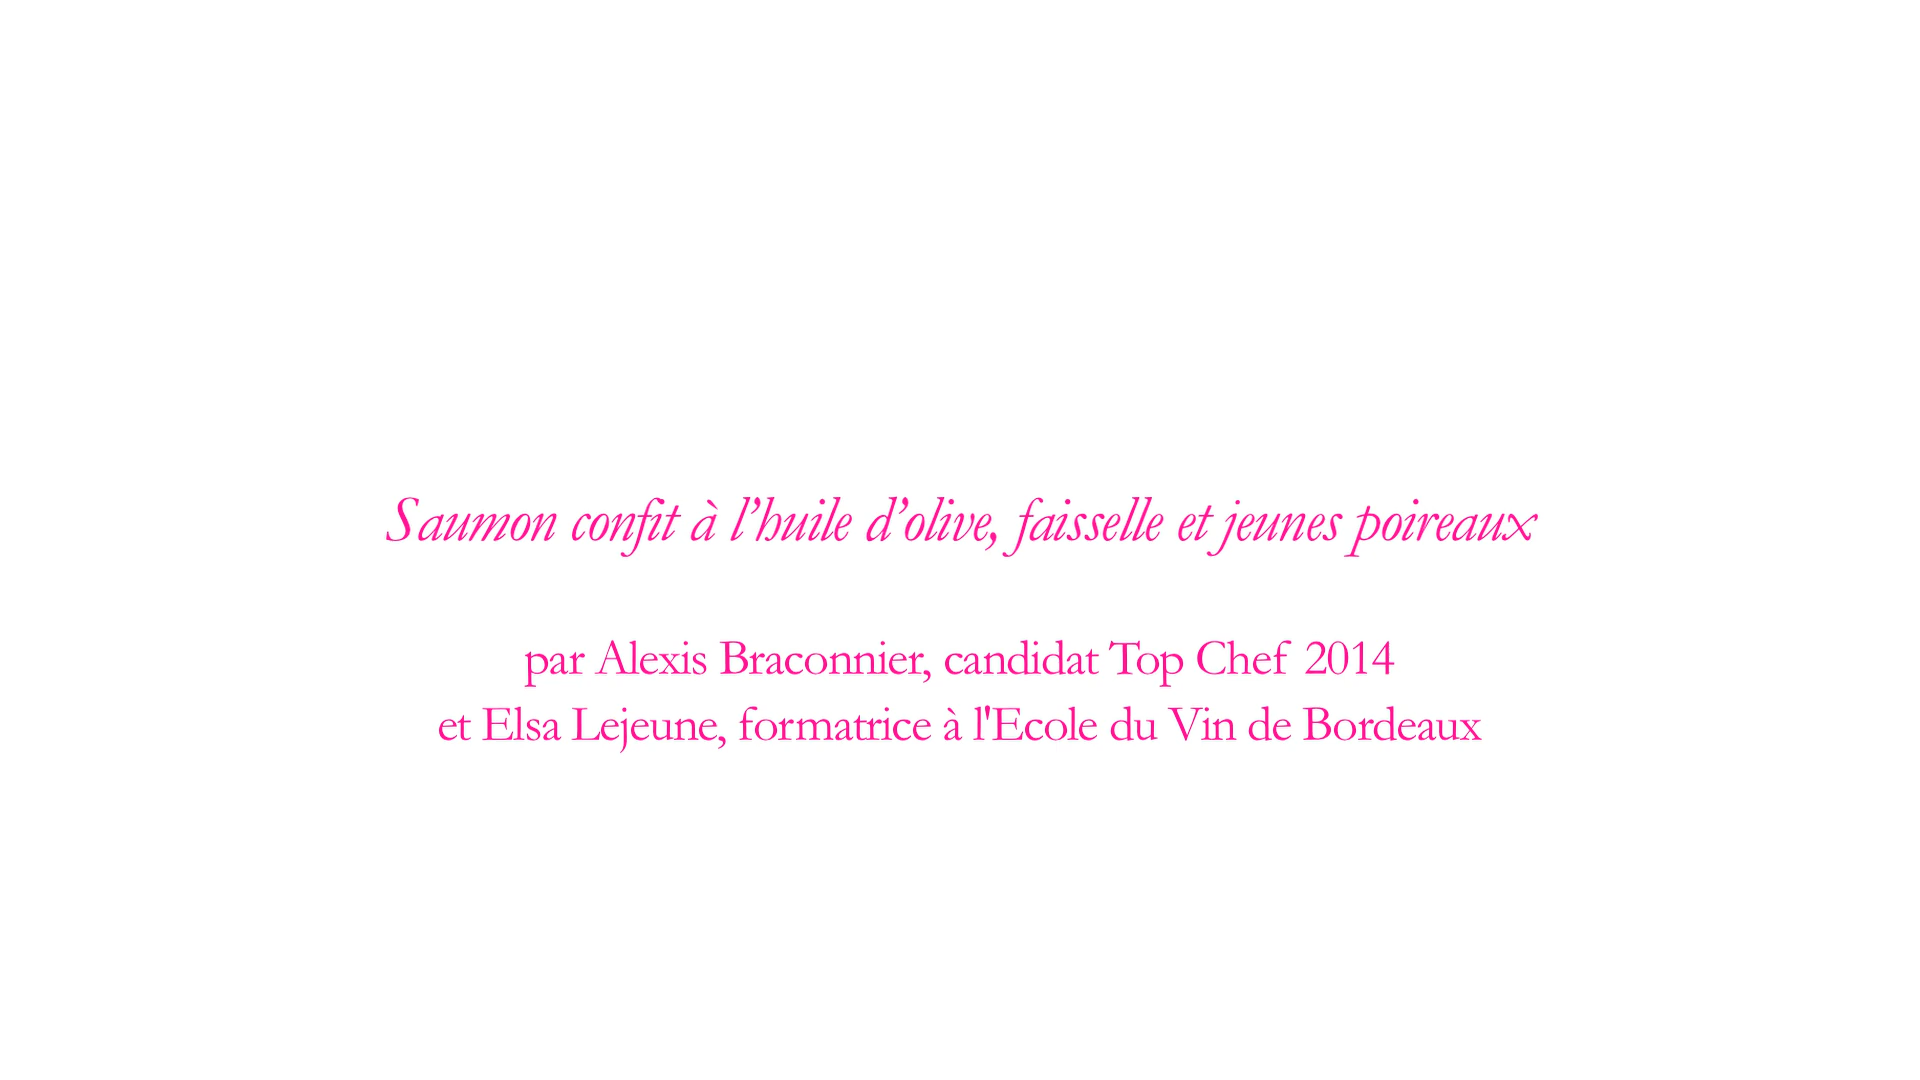 Saumon confit à l’huile d’olive, faisselle et jeunes poireaux
par Alexis Braconnier, candidat Top Chef 2014
et Elsa Lejeune, formatrice à l'Ecole du Vin de Bordeaux